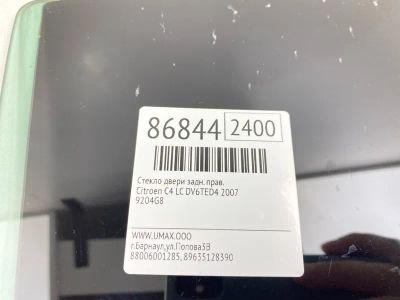 86844 2400
Стекло двери задн. прав.
Citroen C4 LC DV6TED4 2007
9204G8
WWW.UMAX.OOO
г.Барнаул,ул.Попова3В
88006001285, 89635128390